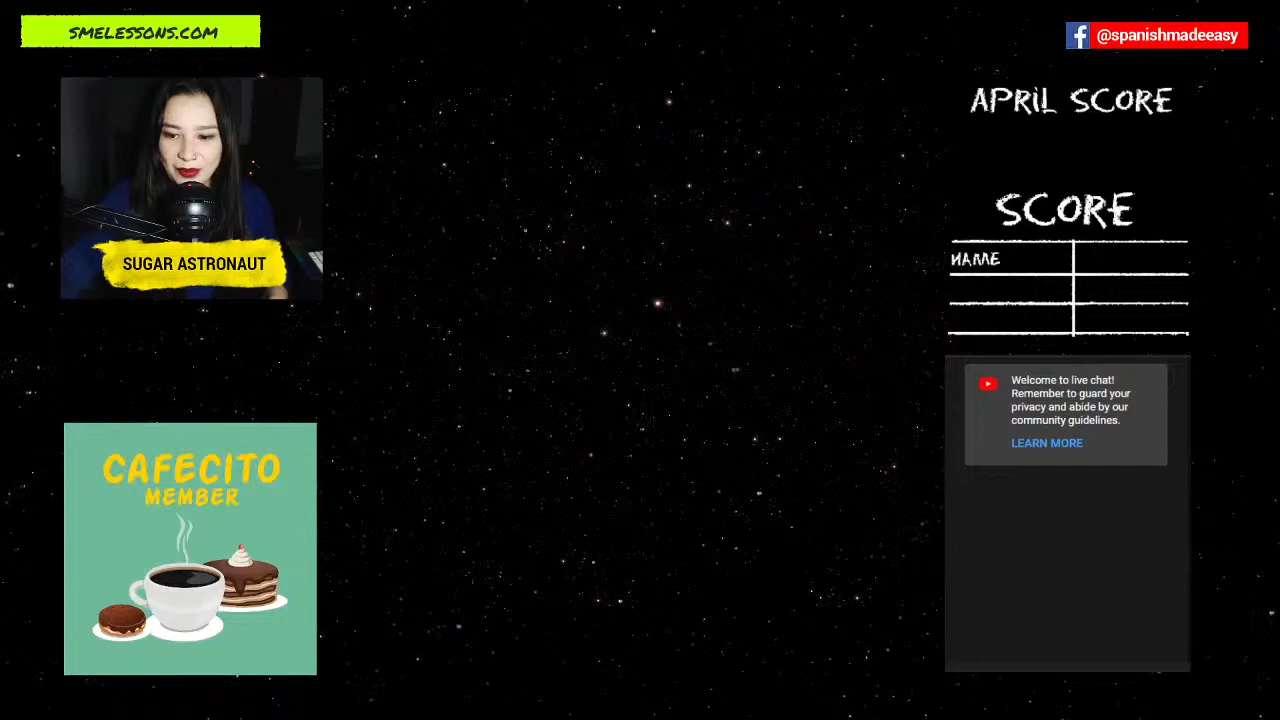 SMELESSONS.COM
@spanishmadeeasy
APRIL SCORE
SUGAR ASTRONAUT
SCORE
NAME
Welcome to live chat!
Remember to guard your
privacy and abide by our
community guidelines.
LEARN MORE
CAFECITO
MEMBER